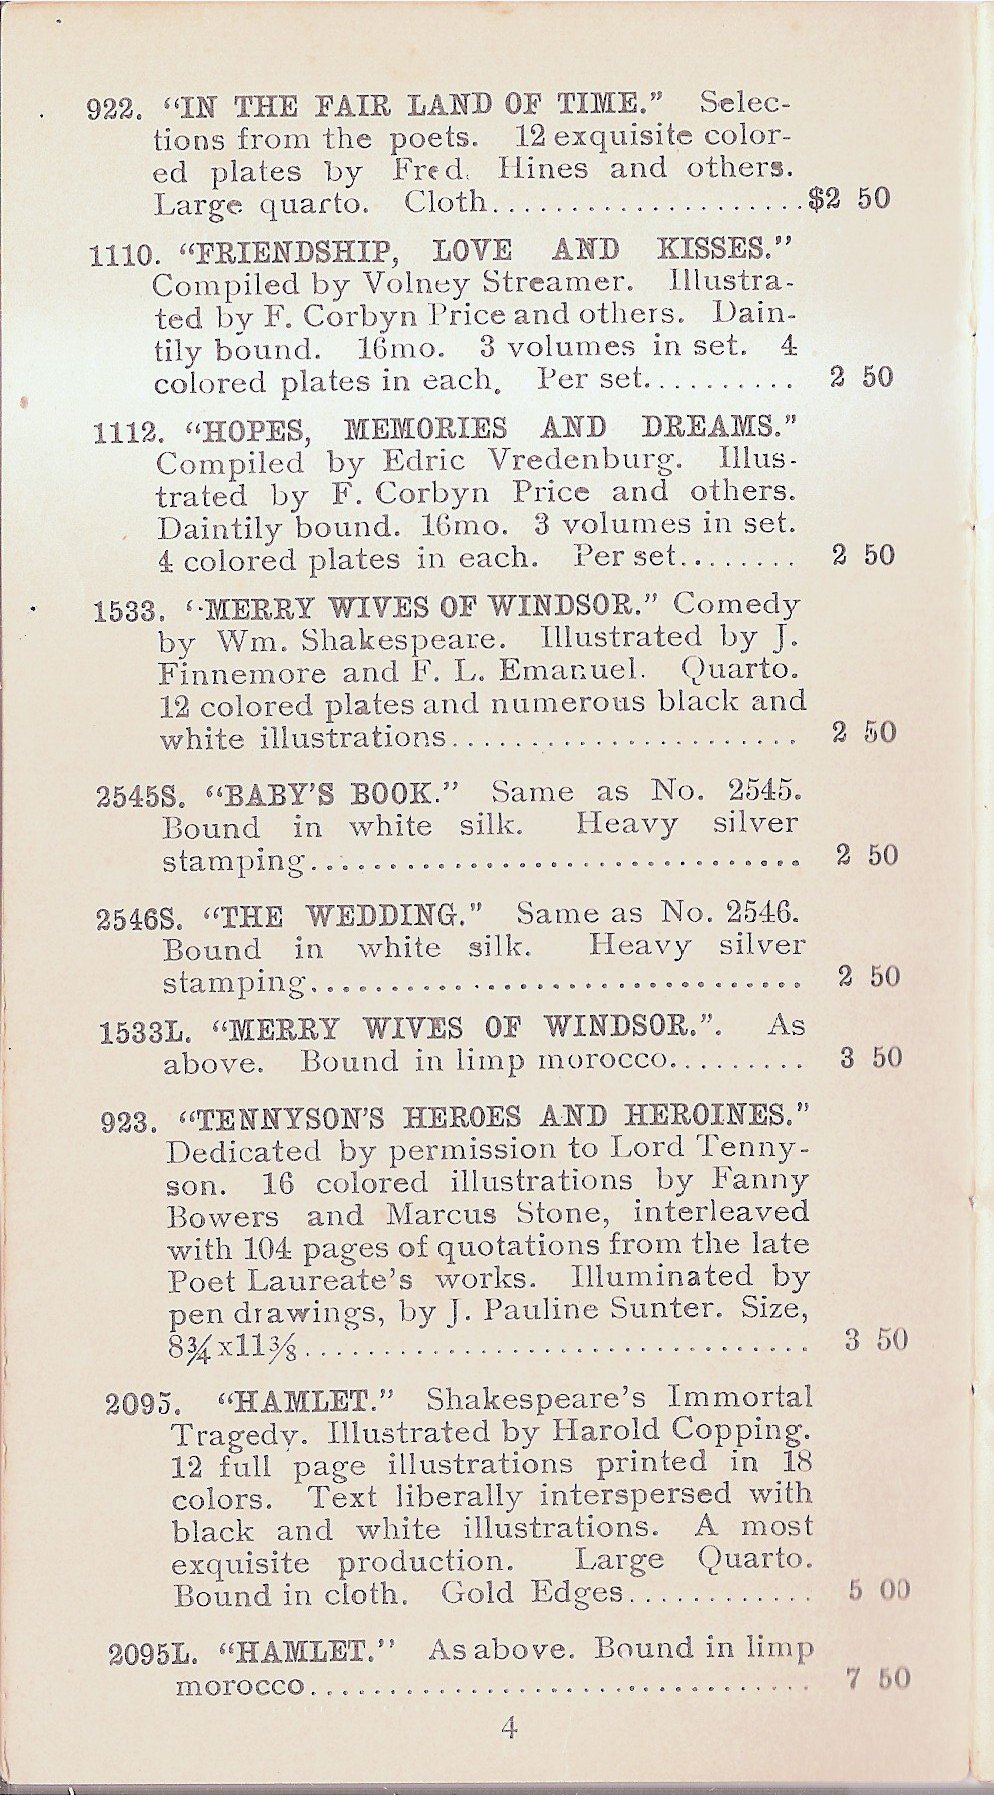 922. “IN THE FAIR LAND OF TIME.” Selec-
tions from the poets. 12 exquisite color-
ed plates by Fred. Hines and others.
Large quarto. Cloth....................$2 50
1110. “FRIENDSHIP, LOVE AND KISSES.”
Compiled by Volney Streamer. Illustra-
ted by F. Corbyn Price and others. Dain-
tily bound. 16mo. 3 volumes in set. 4
colored plates in each. Per set.......... 2 50
1112. “HOPES, MEMORIES AND DREAMS.”
Compiled by Edric Vredenburg. Illus-
trated by F. Corbyn Price and others.
Daintily bound. 16mo. 3 volumes in set.
4 colored plates in each. Per set........ 2 50
1533. “MERRY WIVES OF WINDSOR.” Comedy
by Wm. Shakespeare. Illustrated by J.
Finnemore and F. L. Emanuel. Quarto.
12 colored plates and numerous black and
white illustrations...................... 2 50
2545S. “BABY’S BOOK.” Same as No. 2545.
Bound in white silk. Heavy silver
stamping............................... 2 50
2546S. “THE WEDDING.” Same as No. 2546.
Bound in white silk. Heavy silver
stamping............................... 2 50
1533L. “MERRY WIVES OF WINDSOR.”. As
above. Bound in limp morocco......... 3 50
923. “TENNYSON’S HEROES AND HEROINES.”
Dedicated by permission to Lord Tenny-
son. 16 colored illustrations by Fanny
Bowers and Marcus Stone, interleaved
with 104 pages of quotations from the late
Poet Laureate’s works. Illuminated by
pen drawings, by J. Pauline Sunter. Size,
8¾x11⅜................................ 3 50
2095. “HAMLET.” Shakespeare’s Immortal
Tragedy. Illustrated by Harold Copping.
12 full page illustrations printed in 18
colors. Text liberally interspersed with
black and white illustrations. A most
exquisite production. Large Quarto.
Bound in cloth. Gold Edges............ 5 00
2095L. “HAMLET.” As above. Bound in limp
morocco................................ 7 50
4